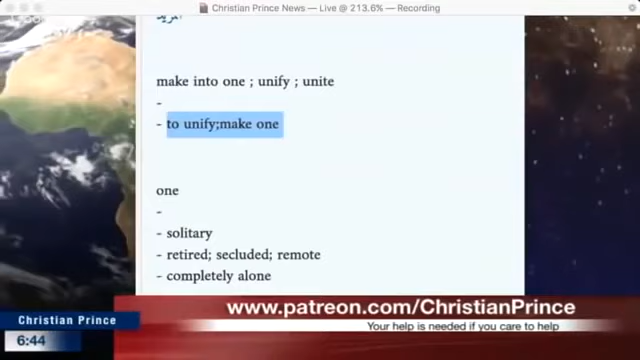 Christian Prince News — Live @ 213.6% — Recording
make into one ; unify ; unite
-
- to unify;make one
one
-
- solitary
- retired; secluded; remote
- completely alone
www.patreon.com/ChristianPrince
Your help is needed if you care to help
Christian Prince
6:44